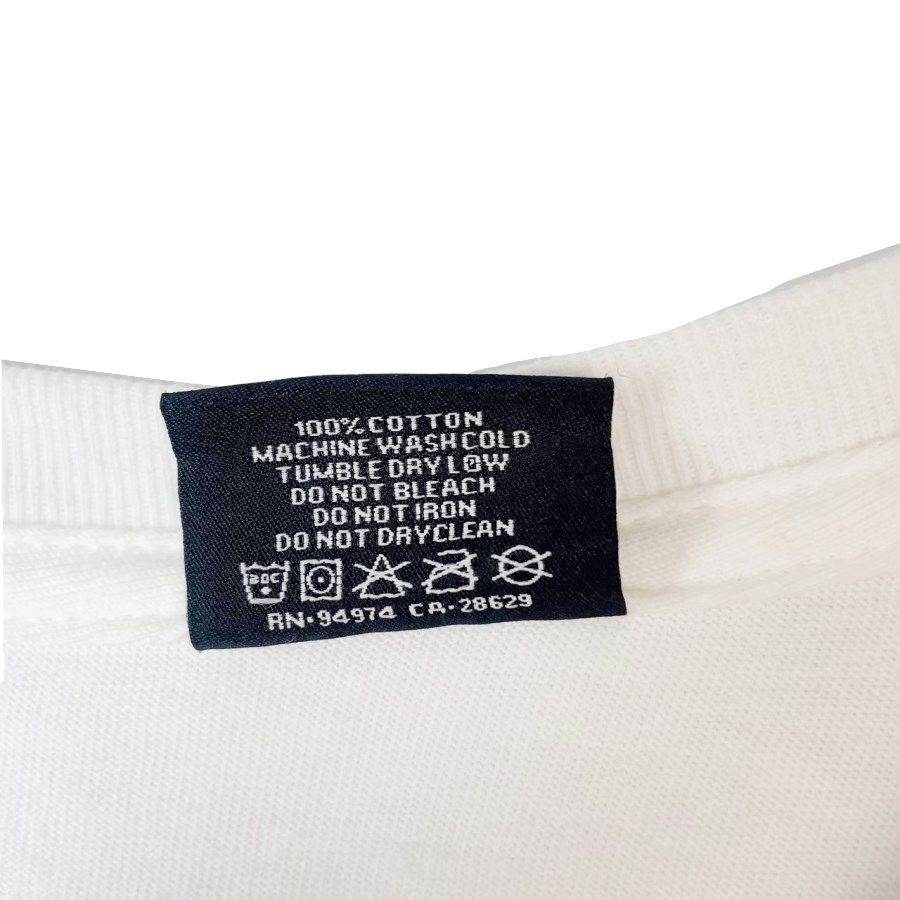 100% COTTON
MACHINE WASH COLD
TUMBLE DRY LOW
DO NOT BLEACH
DO NOT IRON
DO NOT DRYCLEAN
RN·94974 CA·28629